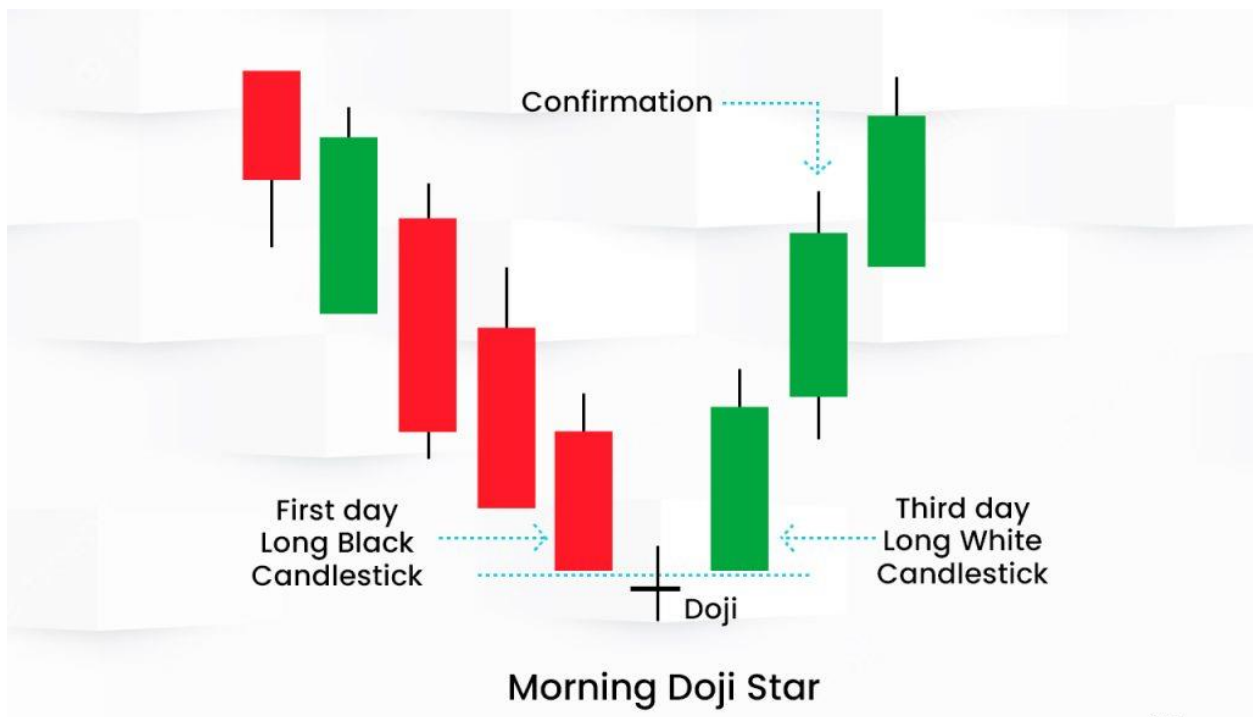 Confirmation
First day
Long Black
Candlestick
Third day
Long White
Candlestick
Doji
Morning Doji Star